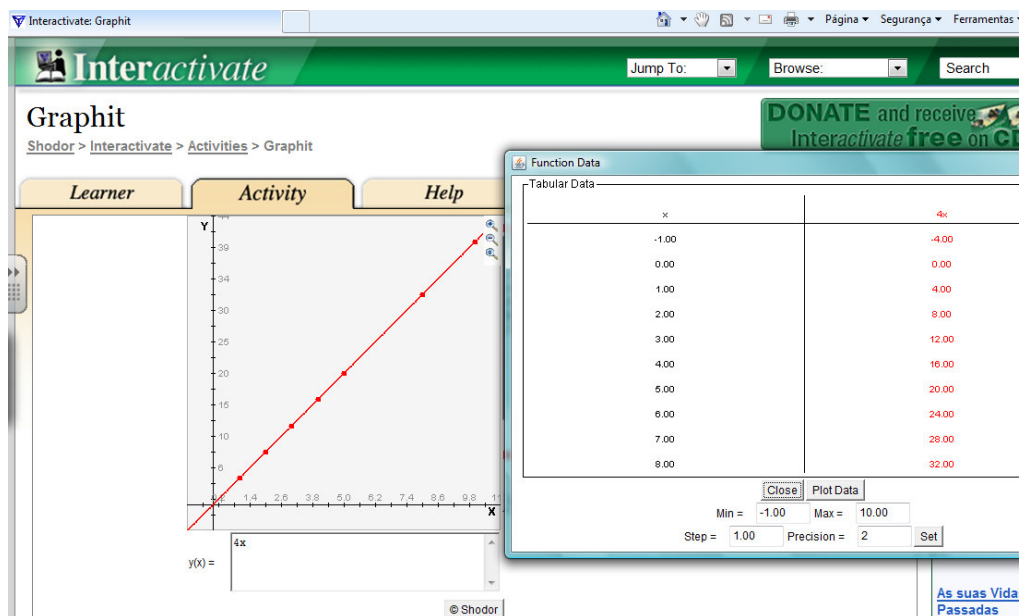 Interactivate: Graphit
Página
Segurança
Ferramentas
Interactivate
Jump To:
Browse:
Search
Graphit
DONATE and receive
Interactivate free on CD
Shodor > Interactivate > Activities > Graphit
Learner
Activity
Help
Function Data
Tabular Data
x 4x
-1.00 -4.00
0.00 0.00
1.00 4.00
2.00 8.00
3.00 12.00
4.00 16.00
5.00 20.00
6.00 24.00
7.00 28.00
8.00 32.00
Close Plot Data
Min = -1.00 Max = 10.00
Step = 1.00 Precision = 2 Set
Y
44
39
34
30
25
20
15
10
6
1.4 2.6 3.8 5.0 6.2 7.4 8.6 9.8 11
X
y(x) = 4x
© Shodor
As suas Vidas
Passadas